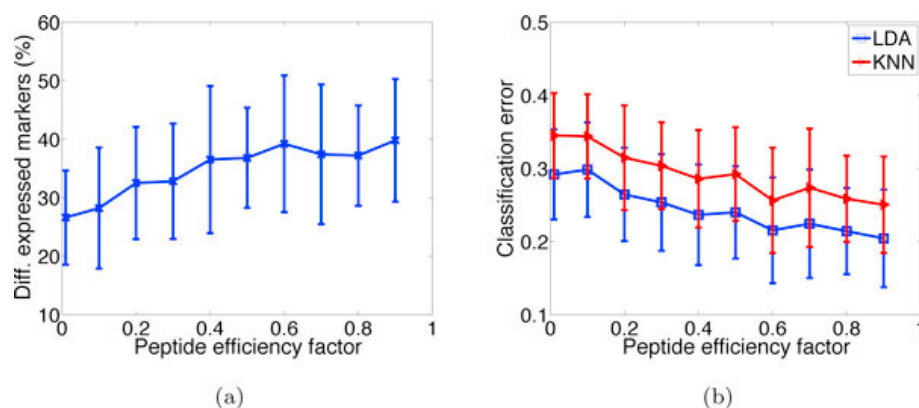 Diff. expressed markers (%)
60
50
40
30
20
10
0
0.2
0.4
0.6
0.8
1
Peptide efficiency factor
(a)
Classification error
0.5
0.4
0.3
0.2
0.1
0
0.2
0.4
0.6
0.8
1
Peptide efficiency factor
LDA
KNN
(b)